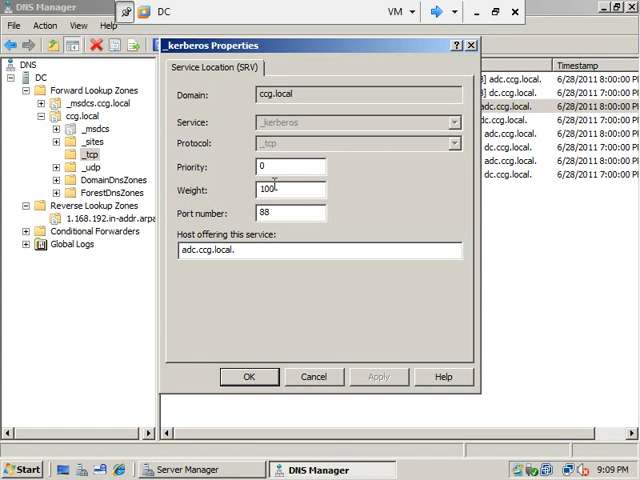 DNS Manager
DC
VM
File Action View Help
_kerberos Properties
Service Location (SRV)
Domain: ccg.local
Service: _kerberos
Protocol: _tcp
Priority: 0
Weight: 100
Port number: 88
Host offering this service:
adc.ccg.local.
OK Cancel Apply Help
DNS
DC
Forward Lookup Zones
_msdcs.ccg.local
ccg.local
_msdcs
_sites
_tcp
_udp
DomainDnsZones
ForestDnsZones
Reverse Lookup Zones
1.168.192.in-addr.arpa
Conditional Forwarders
Global Logs
Timestamp
] adc.ccg.local. 6/28/2011 8:00:00 P
] dc.ccg.local. 6/28/2011 7:00:00 P
adc.ccg.local. 6/28/2011 8:00:00 P
dc.ccg.local. 6/28/2011 7:00:00 P
] adc.ccg.local. 6/28/2011 8:00:00 P
] dc.ccg.local. 6/28/2011 7:00:00 P
] adc.ccg.local. 6/28/2011 8:00:00 P
] dc.ccg.local. 6/28/2011 7:00:00 P
Start Server Manager DNS Manager 9:09 PM